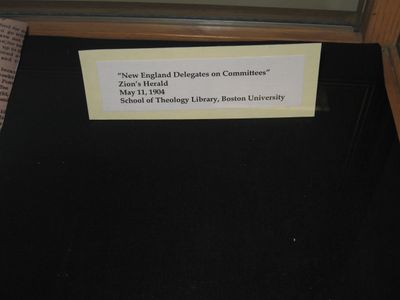 "New England Delegates on Committees"
Zion's Herald
May 11, 1904
School of Theology Library, Boston University